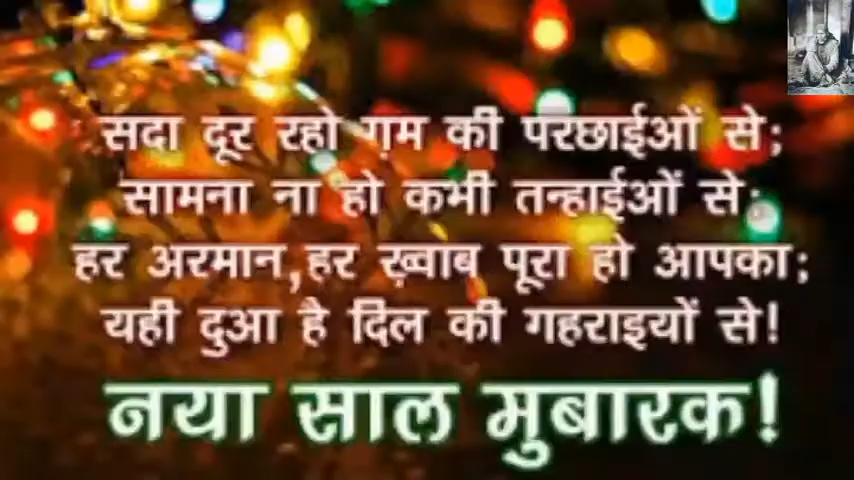 सदा दूर रहो ग़म की परछाईओं से;
सामना ना हो कभी तन्हाईओं से;
हर अरमान,हर ख़्वाब पूरा हो आपका;
यही दुआ है दिल की गहराइयों से!
नया साल मुबारक!